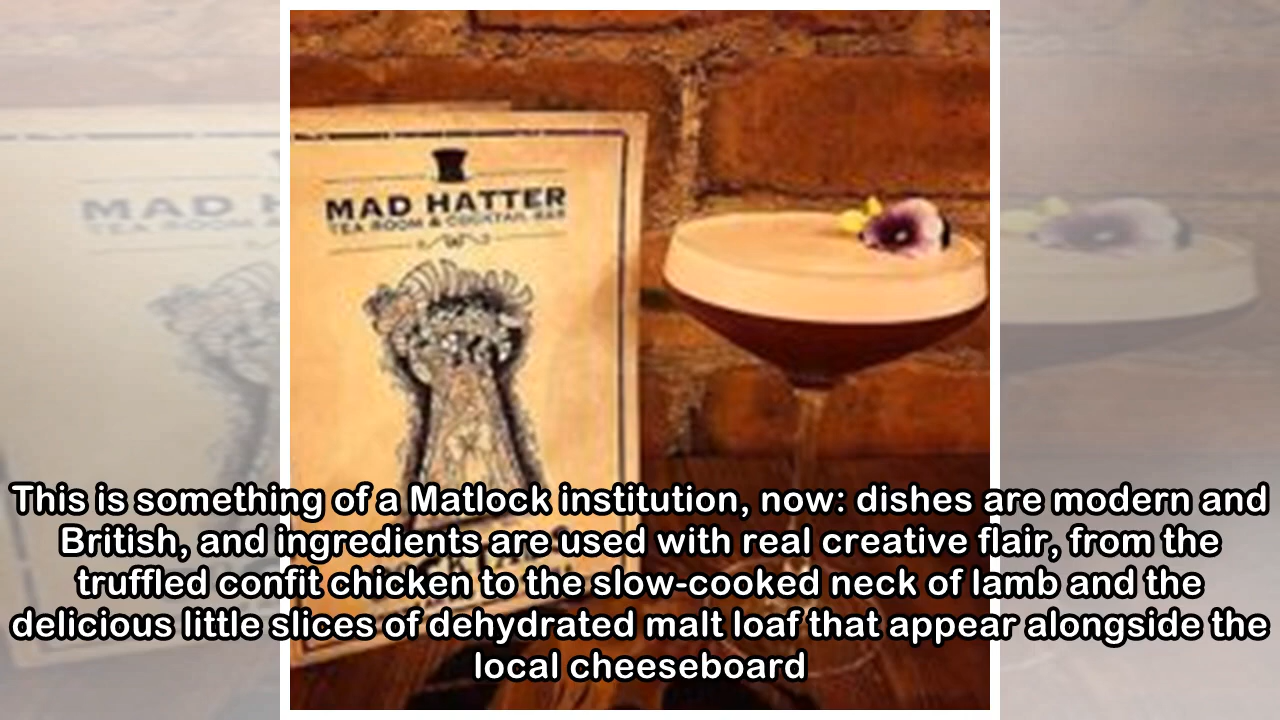 MAD HATTER
TEA ROOM & COCKTAIL BAR
This is something of a Matlock institution, now: dishes are modern and
British, and ingredients are used with real creative flair, from the
truffled confit chicken to the slow-cooked neck of lamb and the
delicious little slices of dehydrated malt loaf that appear alongside the
local cheeseboard